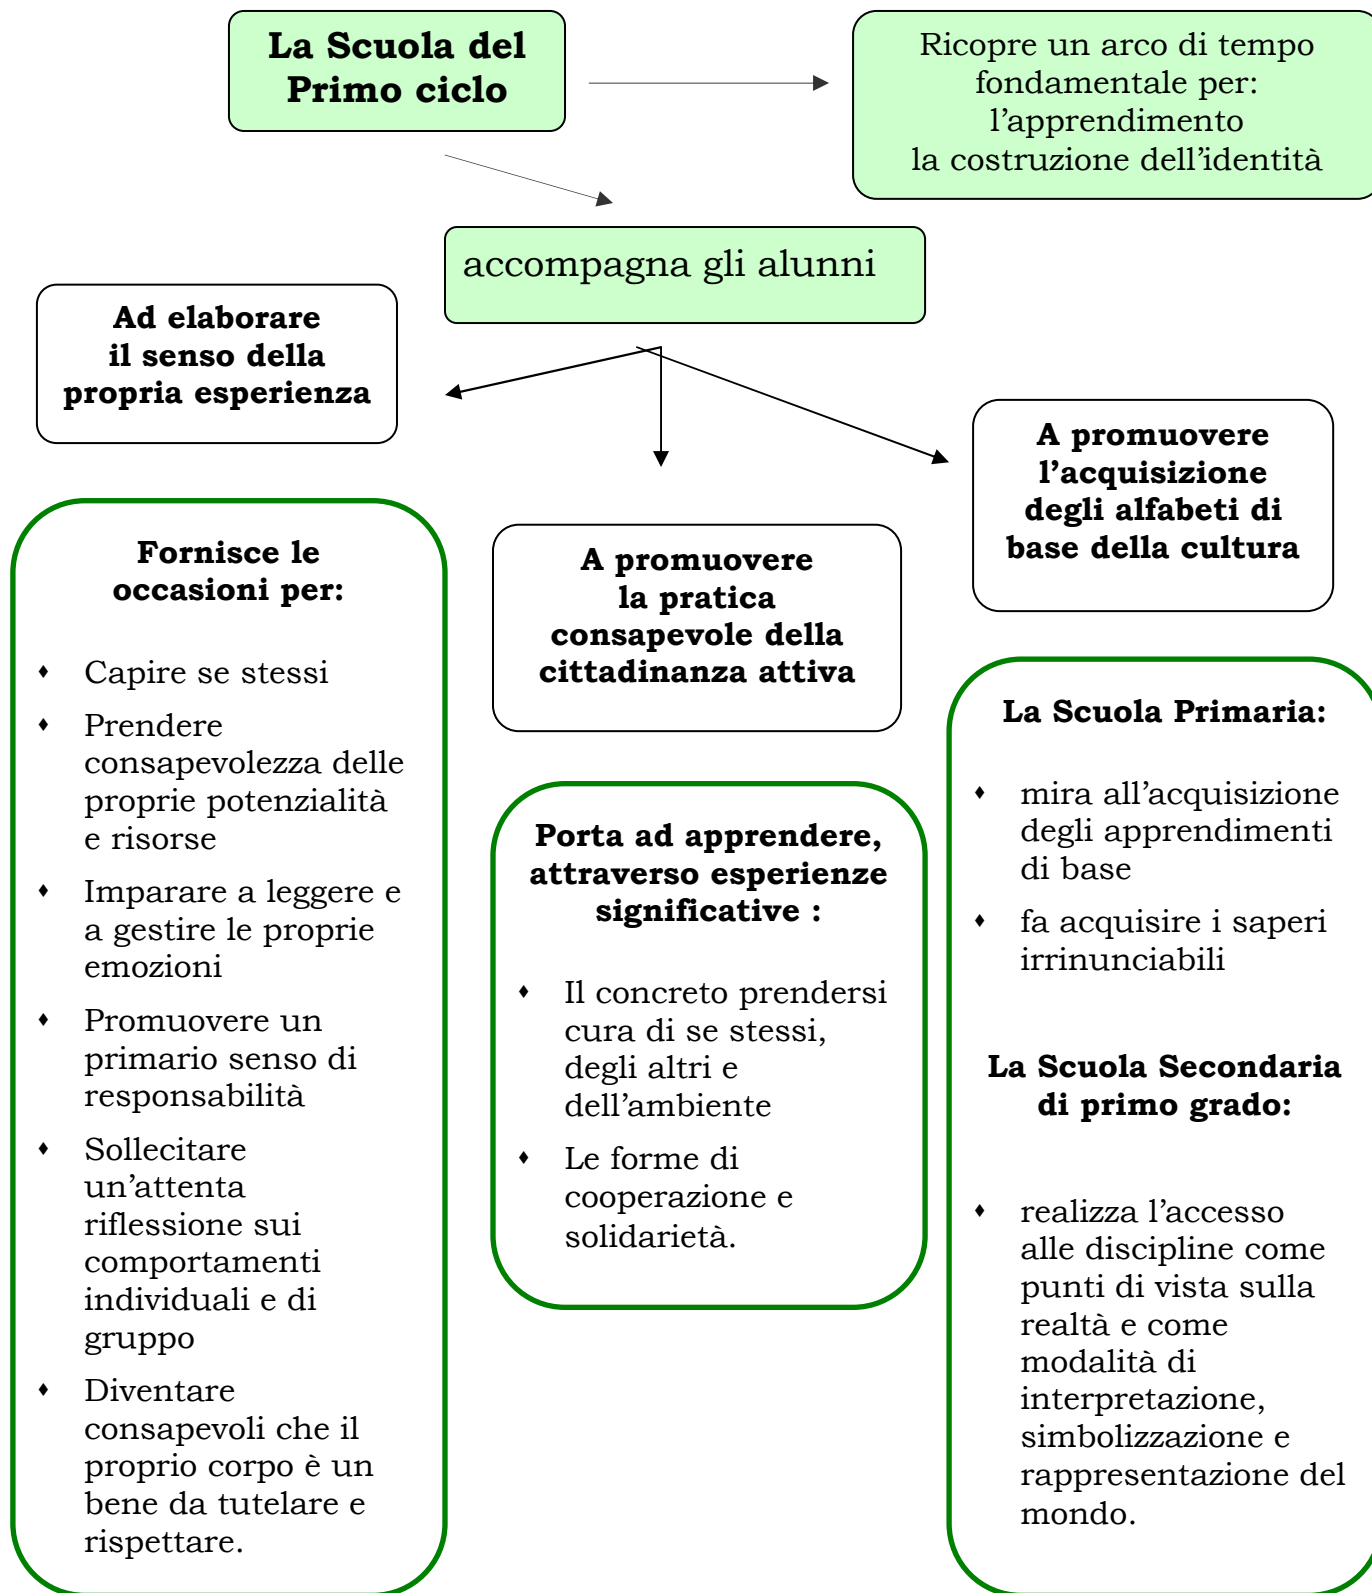 La Scuola del
Primo ciclo
Ricopre un arco di tempo
fondamentale per:
l’apprendimento
la costruzione dell’identità
accompagna gli alunni
Ad elaborare
il senso della
propria esperienza
A promuovere
l’acquisizione
degli alfabeti di
base della cultura
Fornisce le
occasioni per:
♦ Capire se stessi
♦ Prendere
consapevolezza delle
proprie potenzialità
e risorse
♦ Imparare a leggere e
a gestire le proprie
emozioni
♦ Promuovere un
primario senso di
responsabilità
♦ Sollecitare
un’attenta
riflessione sui
comportamenti
individuali e di
gruppo
♦ Diventare
consapevoli che il
proprio corpo è un
bene da tutelare e
rispettare.
A promuovere
la pratica
consapevole della
cittadinanza attiva
Porta ad apprendere,
attraverso esperienze
significative :
♦ Il concreto prendersi
cura di se stessi,
degli altri e
dell’ambiente
♦ Le forme di
cooperazione e
solidarietà.
La Scuola Primaria:
♦ mira all’acquisizione
degli apprendimenti
di base
♦ fa acquisire i saperi
irrinunciabili
La Scuola Secondaria
di primo grado:
♦ realizza l’accesso
alle discipline come
punti di vista sulla
realtà e come
modalità di
interpretazione,
simbolizzazione e
rappresentazione del
mondo.